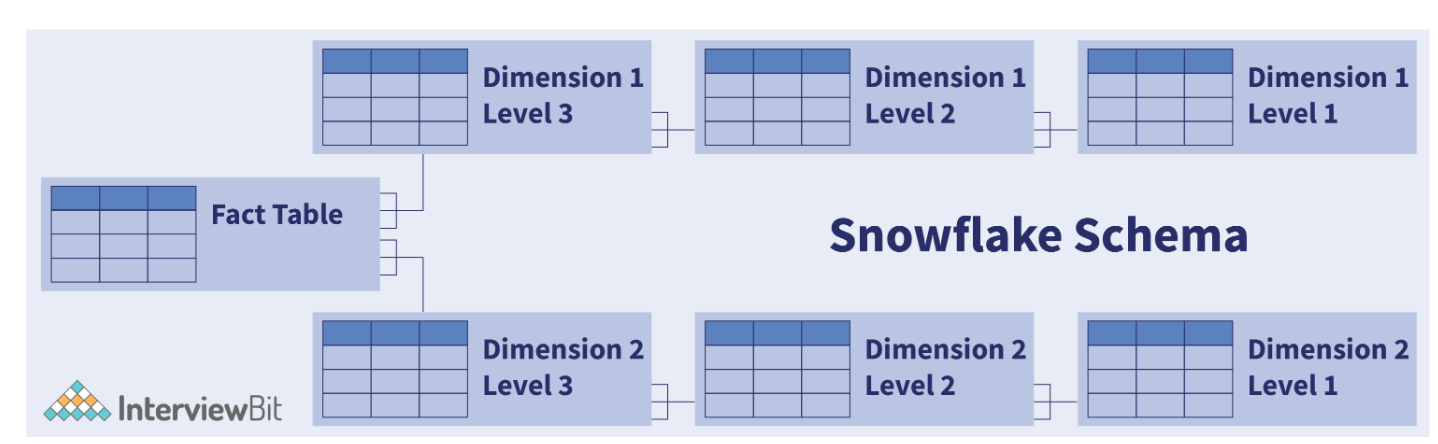 Dimension 1
Level 3
Dimension 1
Level 2
Dimension 1
Level 1
Fact Table
Snowflake Schema
Dimension 2
Level 3
Dimension 2
Level 2
Dimension 2
Level 1
InterviewBit